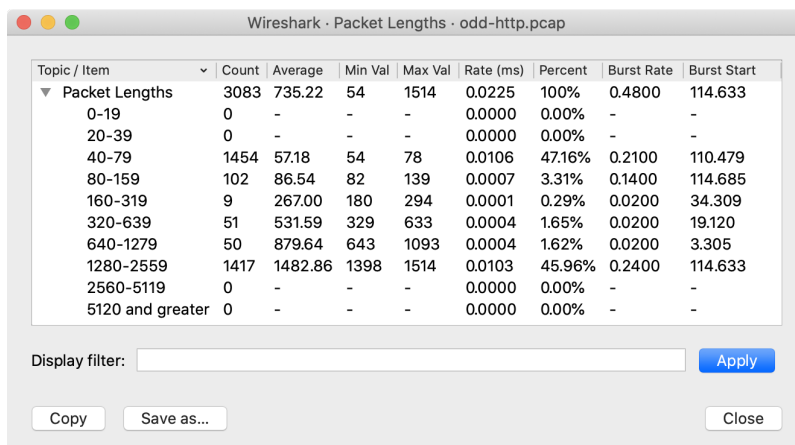 Wireshark · Packet Lengths · odd-http.pcap
Topic / Item Count Average Min Val Max Val Rate (ms) Percent Burst Rate Burst Start
Packet Lengths 3083 735.22 54 1514 0.0225 100% 0.4800 114.633
0-19 0 - - - 0.0000 0.00% - -
20-39 0 - - - 0.0000 0.00% - -
40-79 1454 57.18 54 78 0.0106 47.16% 0.2100 110.479
80-159 102 86.54 82 139 0.0007 3.31% 0.1400 114.685
160-319 9 267.00 180 294 0.0001 0.29% 0.0200 34.309
320-639 51 531.59 329 633 0.0004 1.65% 0.0200 19.120
640-1279 50 879.64 643 1093 0.0004 1.62% 0.0200 3.305
1280-2559 1417 1482.86 1398 1514 0.0103 45.96% 0.2400 114.633
2560-5119 0 - - - 0.0000 0.00% - -
5120 and greater 0 - - - 0.0000 0.00% - -
Display filter: Apply
Copy Save as... Close